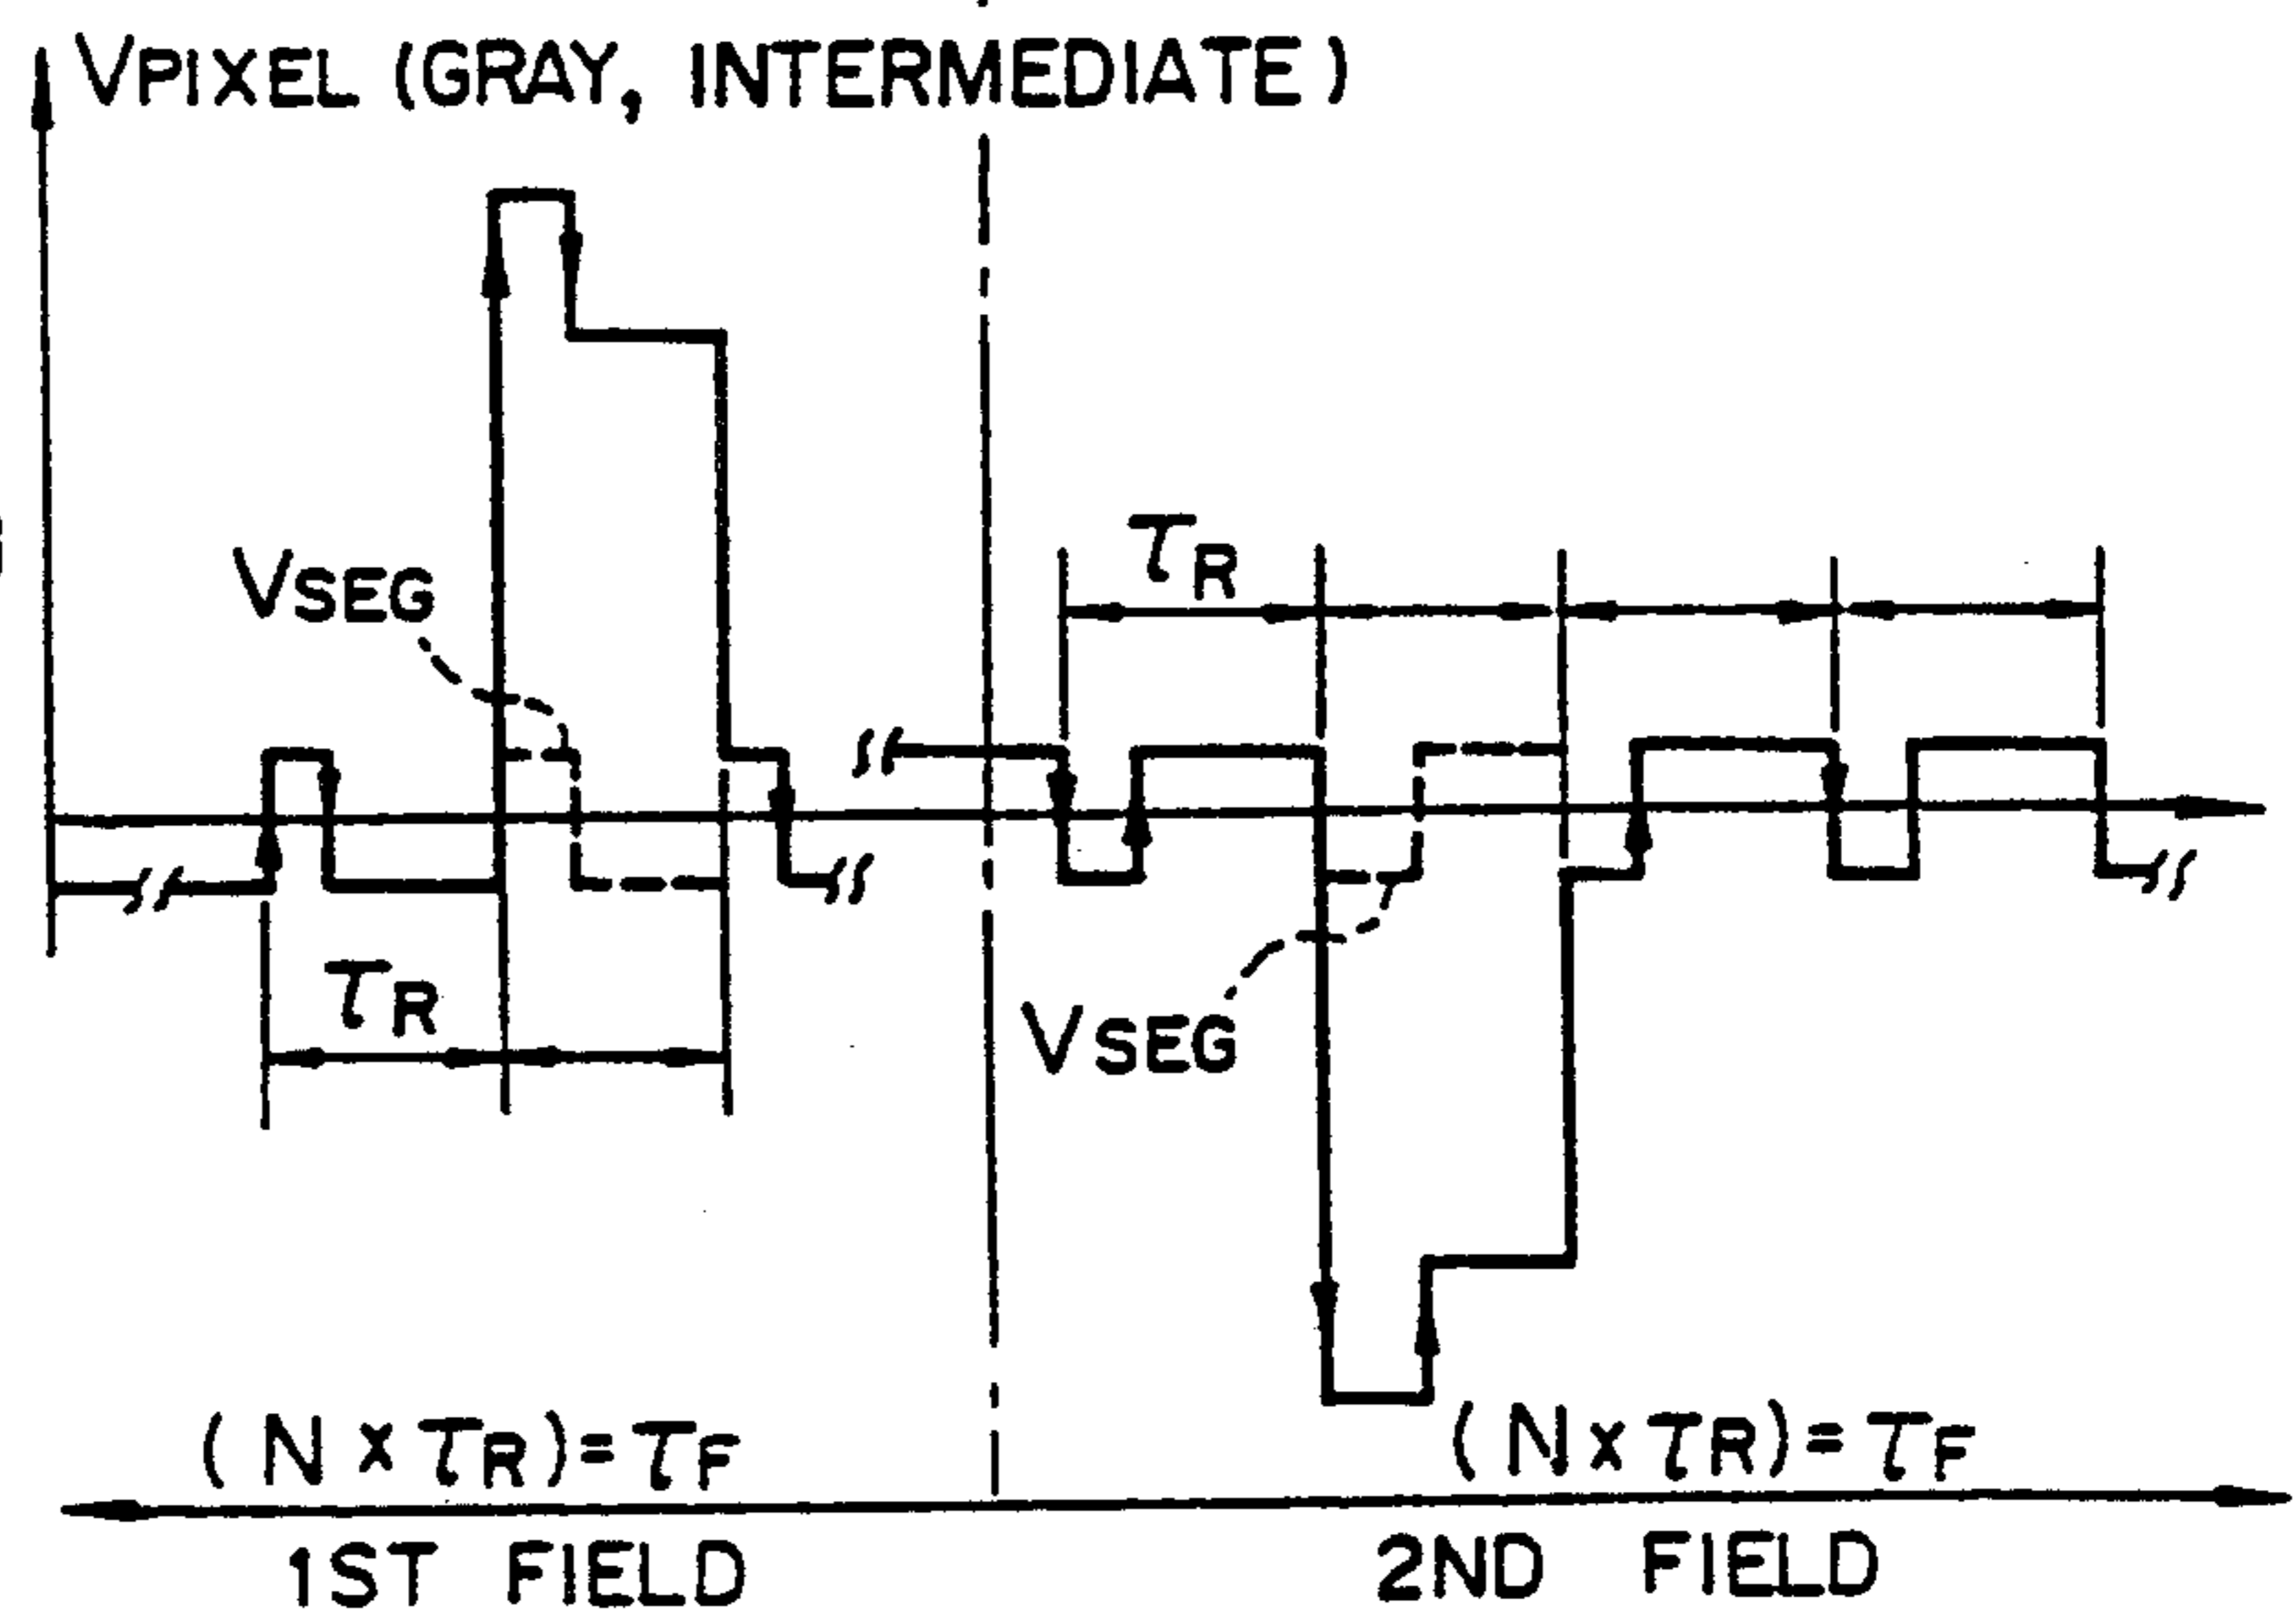 VPIXEL (GRAY, INTERMEDIATE)
τR
VSEG
τR
VSEG
(N x τR)=τF
(N x τR)=τF
1ST FIELD
2ND FIELD